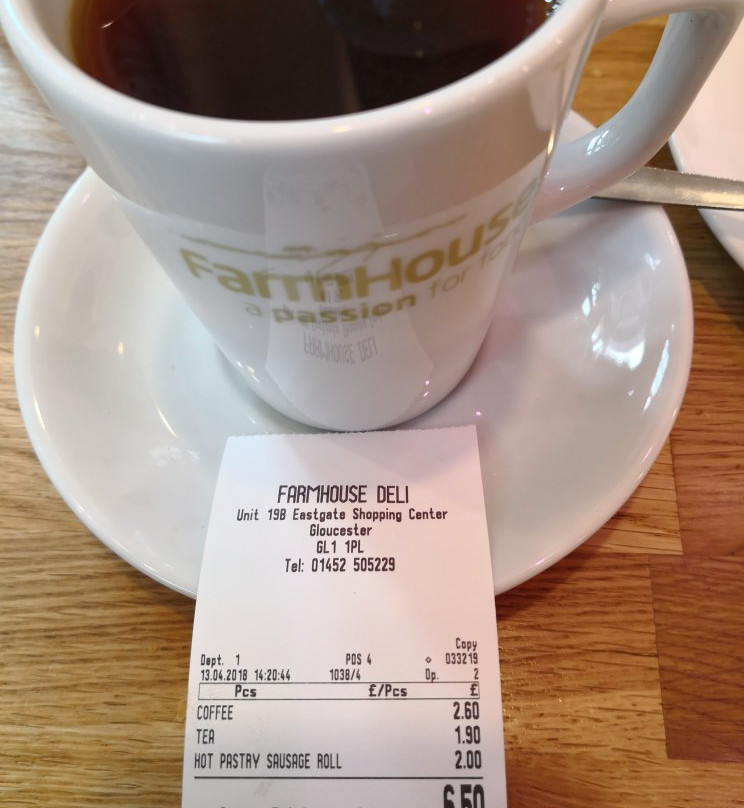 FarmHouse
a passion for
FARMHOUSE DELI
Unit 19B Eastgate Shopping Center
Gloucester
GL1 1PL
Tel: 01452 505229
Copy
Dept. 1 POS 4 ◇ 033219
13.04.2018 14:20:44 1038/4 Op. 2
Pcs £/Pcs £
COFFEE 2.60
TEA 1.90
HOT PASTRY SAUSAGE ROLL 2.00
6.50